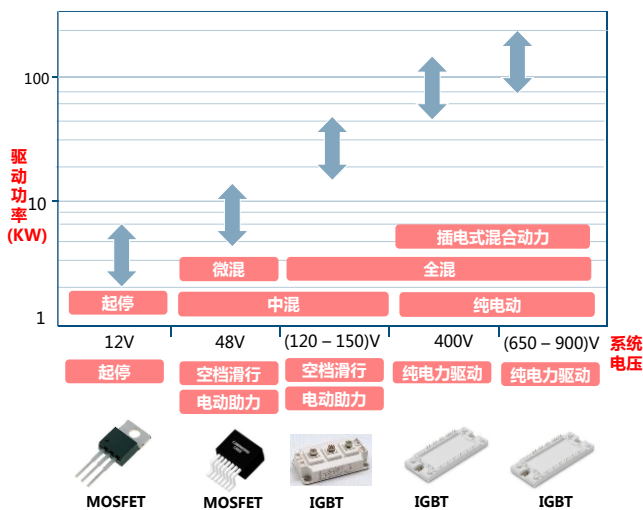 100
驱
动
功
率
(KW)
10
1
插电式混合动力
微混
全混
起停
中混
纯电动
12V
48V
(120 – 150)V
400V
(650 – 900)V
系统
电压
起停
空档滑行
空档滑行
纯电力驱动
纯电力驱动
电动助力
电动助力
MOSFET
MOSFET
IGBT
IGBT
IGBT